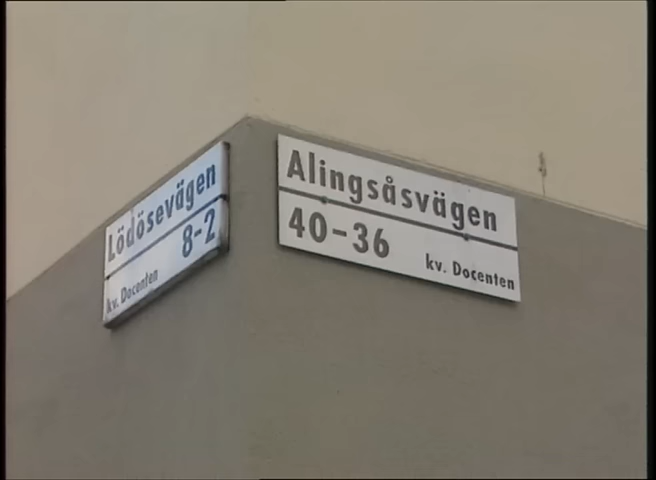 Lödösevägen
8-2
kv. Docenten
Alingsåsvägen
40-36
kv. Docenten